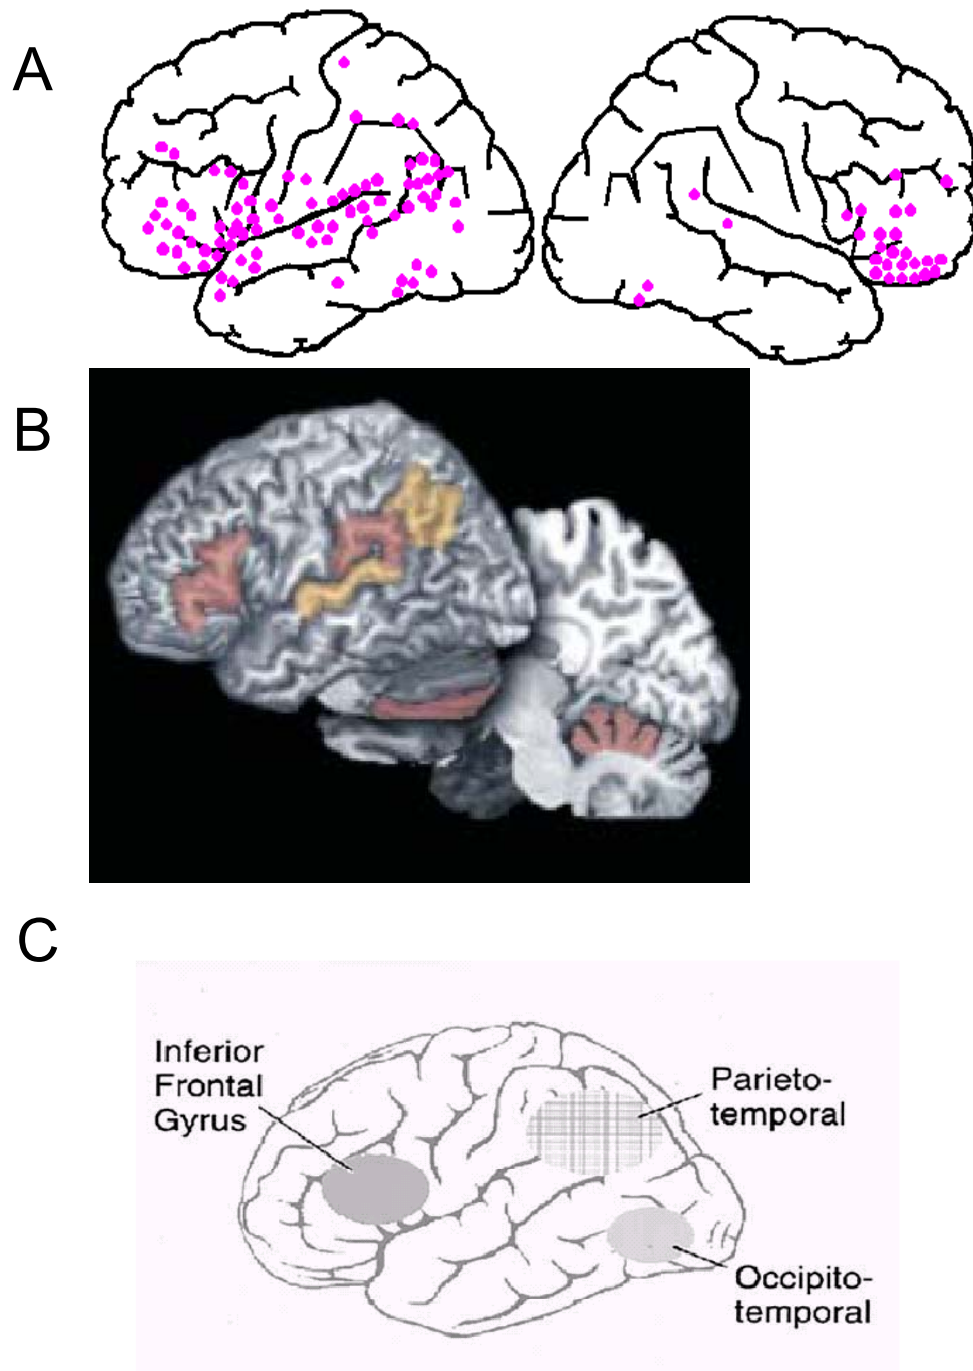 A
B
C
Inferior
Frontal
Gyrus
Parieto-
temporal
Occipito-
temporal